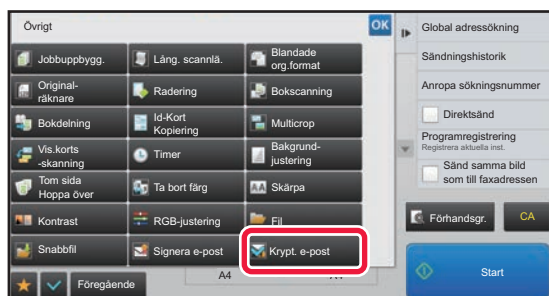 Övrigt
OK
Jobbuppbygg.
Lång. scannlä.
Blandade
org.format
Original-
räknare
Radering
Bokscanning
Bokdelning
Id-Kort
Kopiering
Multicrop
Vis.korts
-skanning
Timer
Bakgrund-
justering
Tom sida
Hoppa över
Ta bort färg
Skärpa
Kontrast
RGB-justering
Fil
Snabbfil
Signera e-post
Krypt. e-post
Föregående
A4
Global adressökning
Sändningshistorik
Anropa sökningsnummer
Direktsänd
Programregistrering
Registrera aktuella inst.
Sänd samma bild
som till faxadressen
Förhandsgr.
CA
Start